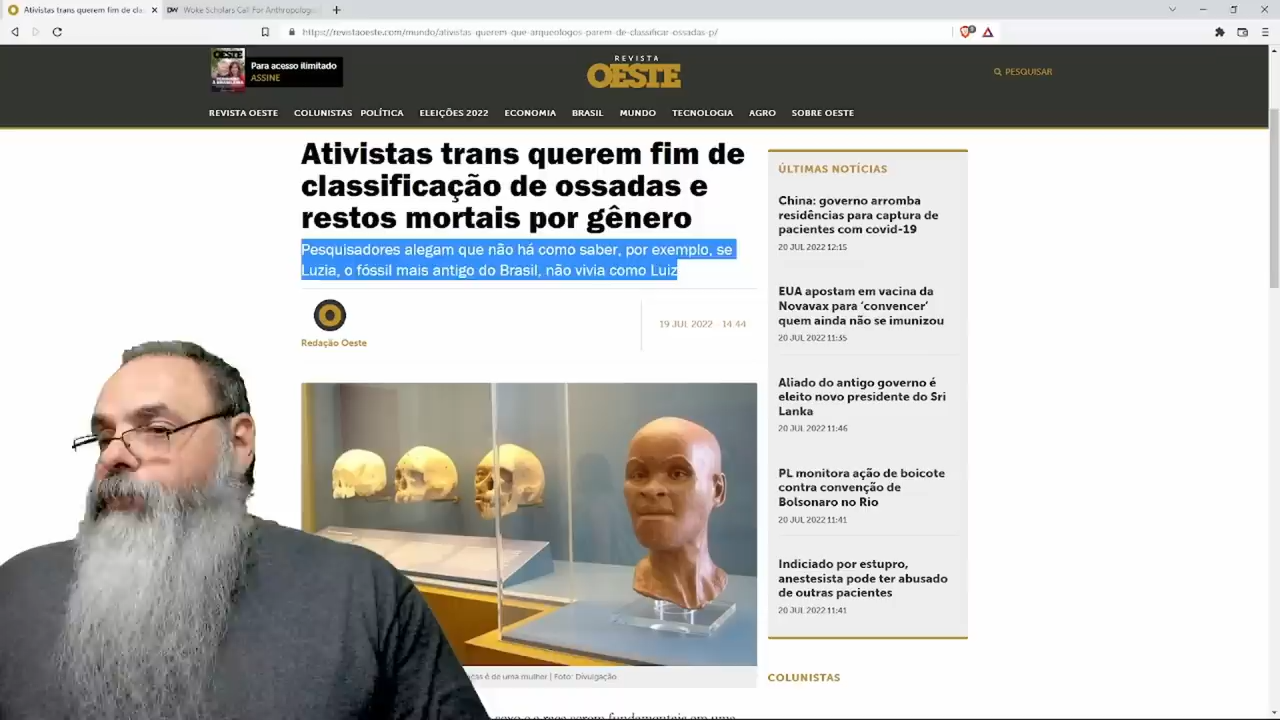 Ativistas trans querem fim de cla
Woke Scholars Call For Anthropolog
https://revistaoeste.com/mundo/ativistas-querem-que-arqueologos-parem-de-classificar-ossadas-p/
OESTE
Para acesso ilimitado
ASSINE
REVISTA
OESTE
PESQUISAR
REVISTA OESTE COLUNISTAS POLÍTICA ELEIÇÕES 2022 ECONOMIA BRASIL MUNDO TECNOLOGIA AGRO SOBRE OESTE
Ativistas trans querem fim de
classificação de ossadas e
restos mortais por gênero
Pesquisadores alegam que não há como saber, por exemplo, se
Luzia, o fóssil mais antigo do Brasil, não vivia como Luiz
Redação Oeste
19 JUL 2022 - 14:44
é de uma mulher | Foto: Divulgação
ÚLTIMAS NOTÍCIAS
China: governo arromba
residências para captura de
pacientes com covid-19
20 JUL 2022 12:15
EUA apostam em vacina da
Novavax para ‘convencer’
quem ainda não se imunizou
20 JUL 2022 11:35
Aliado do antigo governo é
eleito novo presidente do Sri
Lanka
20 JUL 2022 11:46
PL monitora ação de boicote
contra convenção de
Bolsonaro no Rio
20 JUL 2022 11:41
Indiciado por estupro,
anestesista pode ter abusado
de outras pacientes
20 JUL 2022 11:41
COLUNISTAS